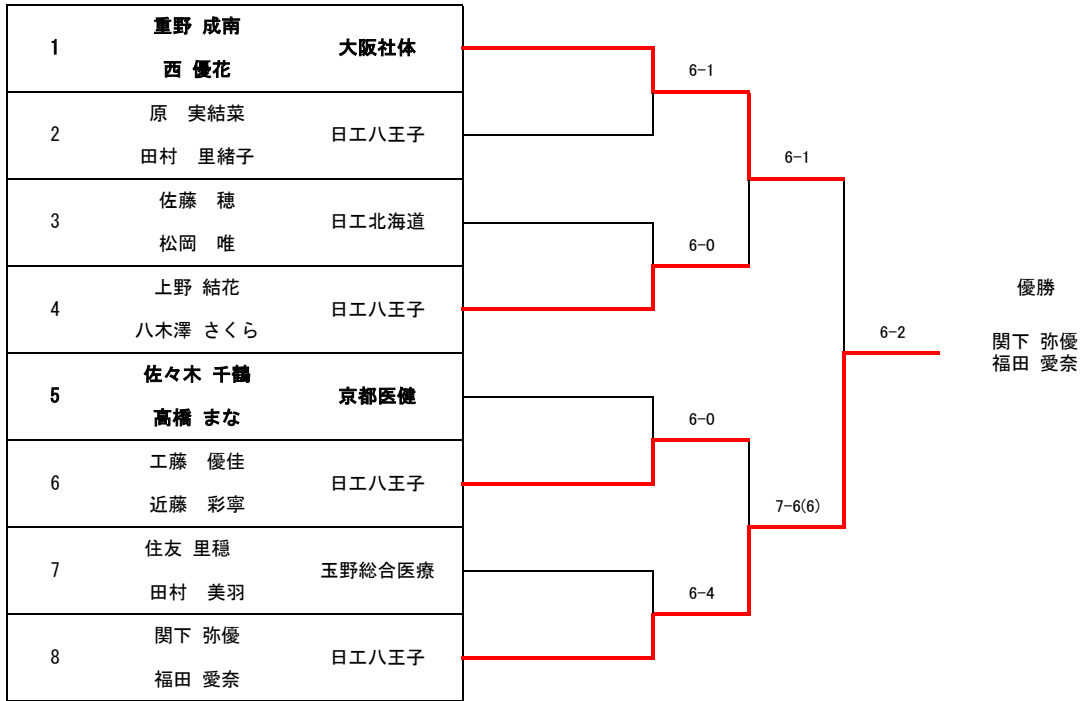 重野 成南
1 大阪社体
西 優花
6-1
原　実結菜
2 日工八王子
田村　里緒子
6-1
佐藤　穂
3 日工北海道
松岡　唯
6-0
上野 結花
4 日工八王子
八木澤 さくら
優勝
6-2
関下 弥優
福田 愛奈
佐々木 千鶴
5 京都医健
高橋 まな
6-0
工藤　優佳
6 日工八王子
近藤　彩寧
7-6(6)
住友 里穏
7 玉野総合医療
田村　美羽
6-4
関下 弥優
8 日工八王子
福田 愛奈